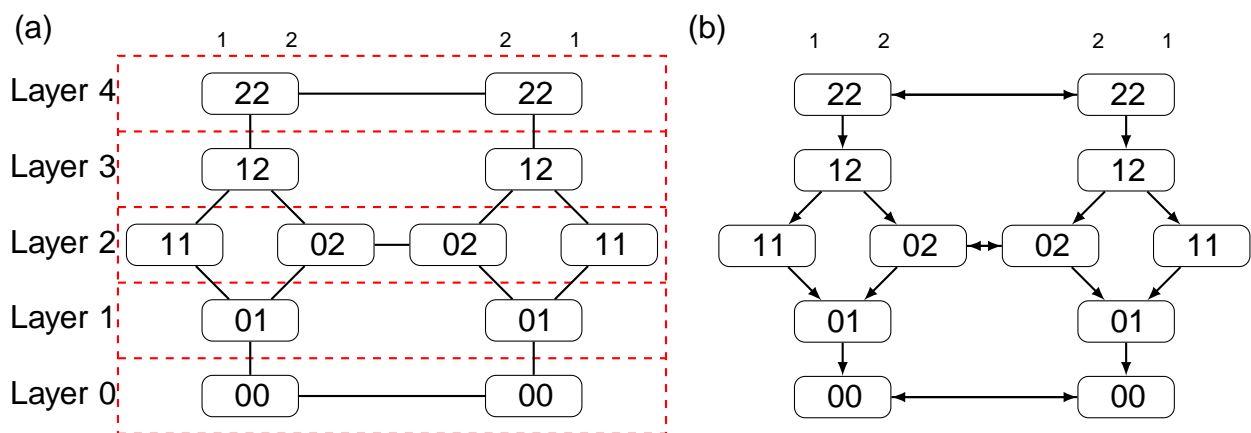 (a) (b)
1 2 2 1 1 2 2 1
Layer 4 22 22 22 22
Layer 3 12 12 12 12
Layer 2 11 02 02 11 11 02 02 11
Layer 1 01 01 01 01
Layer 0 00 00 00 00